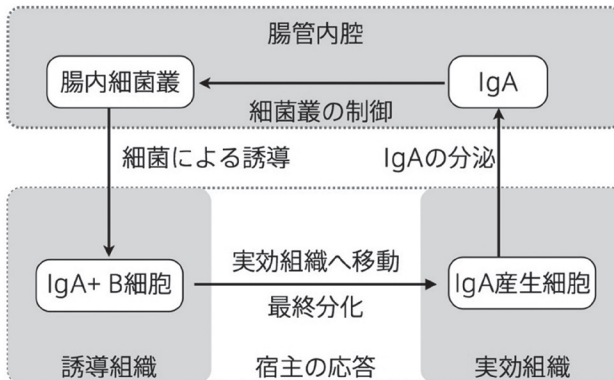 腸管内腔
腸内細菌叢
IgA
細菌叢の制御
細菌による誘導
IgAの分泌
IgA+ B細胞
実効組織へ移動
最終分化
IgA産生細胞
誘導組織
宿主の応答
実効組織